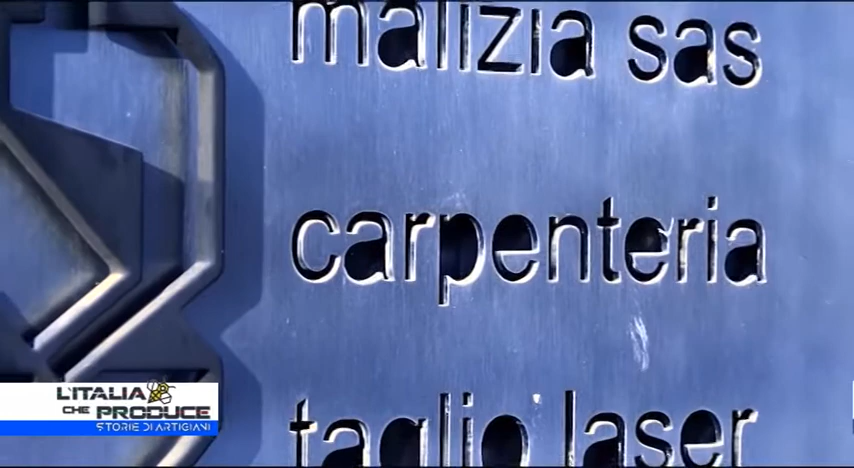 malizia sas
carpenteria
taglio laser
L'ITALIA
CHE PRODUCE
STORIE DI ARTIGIANI